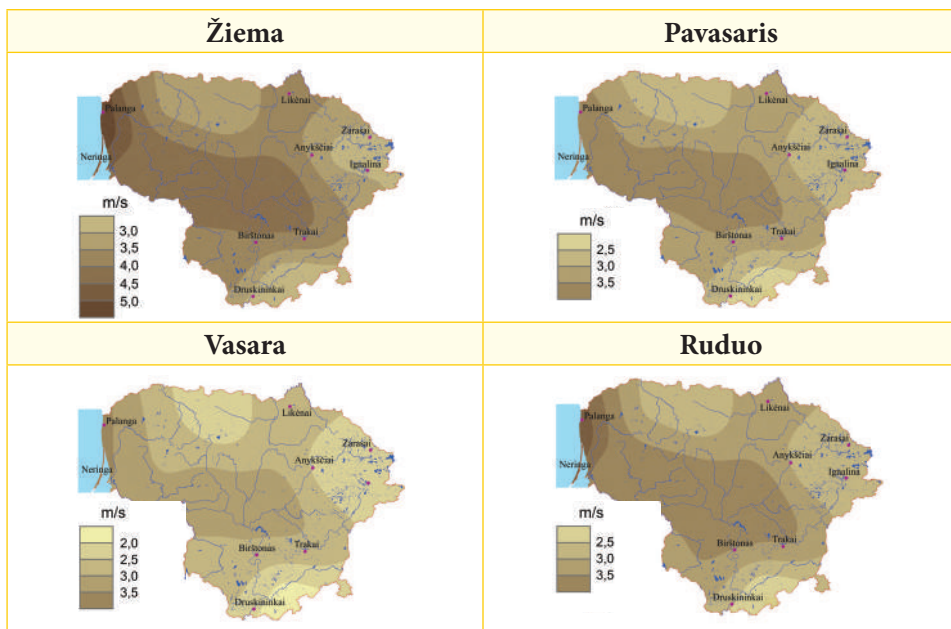 Žiema
Pavasaris
Palanga
Likėnai
Zarasai
Anykščiai
Ignalina
Neringa
m/s
3,0
3,5
4,0
4,5
5,0
Birštonas
Trakai
Druskininkai
Palanga
Likėnai
Zarasai
Anykščiai
Ignalina
Neringa
m/s
2,5
3,0
3,5
Birštonas
Trakai
Druskininkai
Vasara
Ruduo
Palanga
Likėnai
Zarasai
Anykščiai
Neringa
m/s
2,0
2,5
3,0
3,5
Birštonas
Trakai
Druskininkai
Palanga
Likėnai
Zarasai
Anykščiai
Ignalina
Neringa
m/s
2,5
3,0
3,5
Birštonas
Trakai
Druskininkai